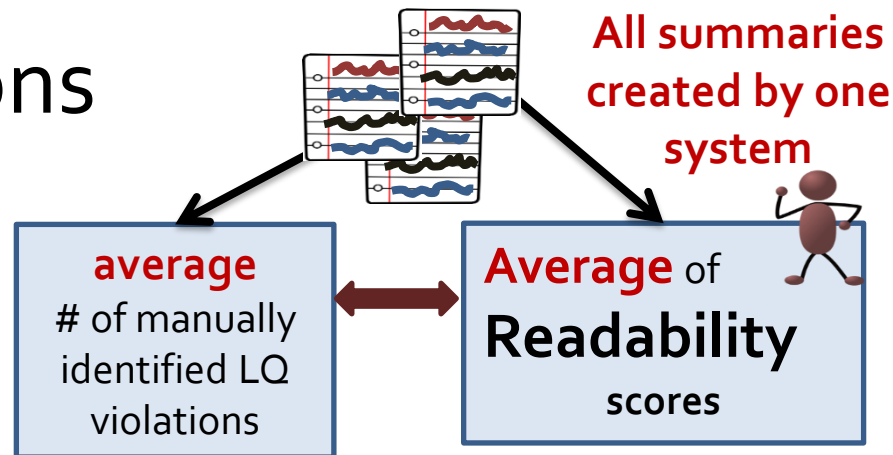 ons
All summaries
created by one
system
average
# of manually
identified LQ
violations
Average of
Readability
scores